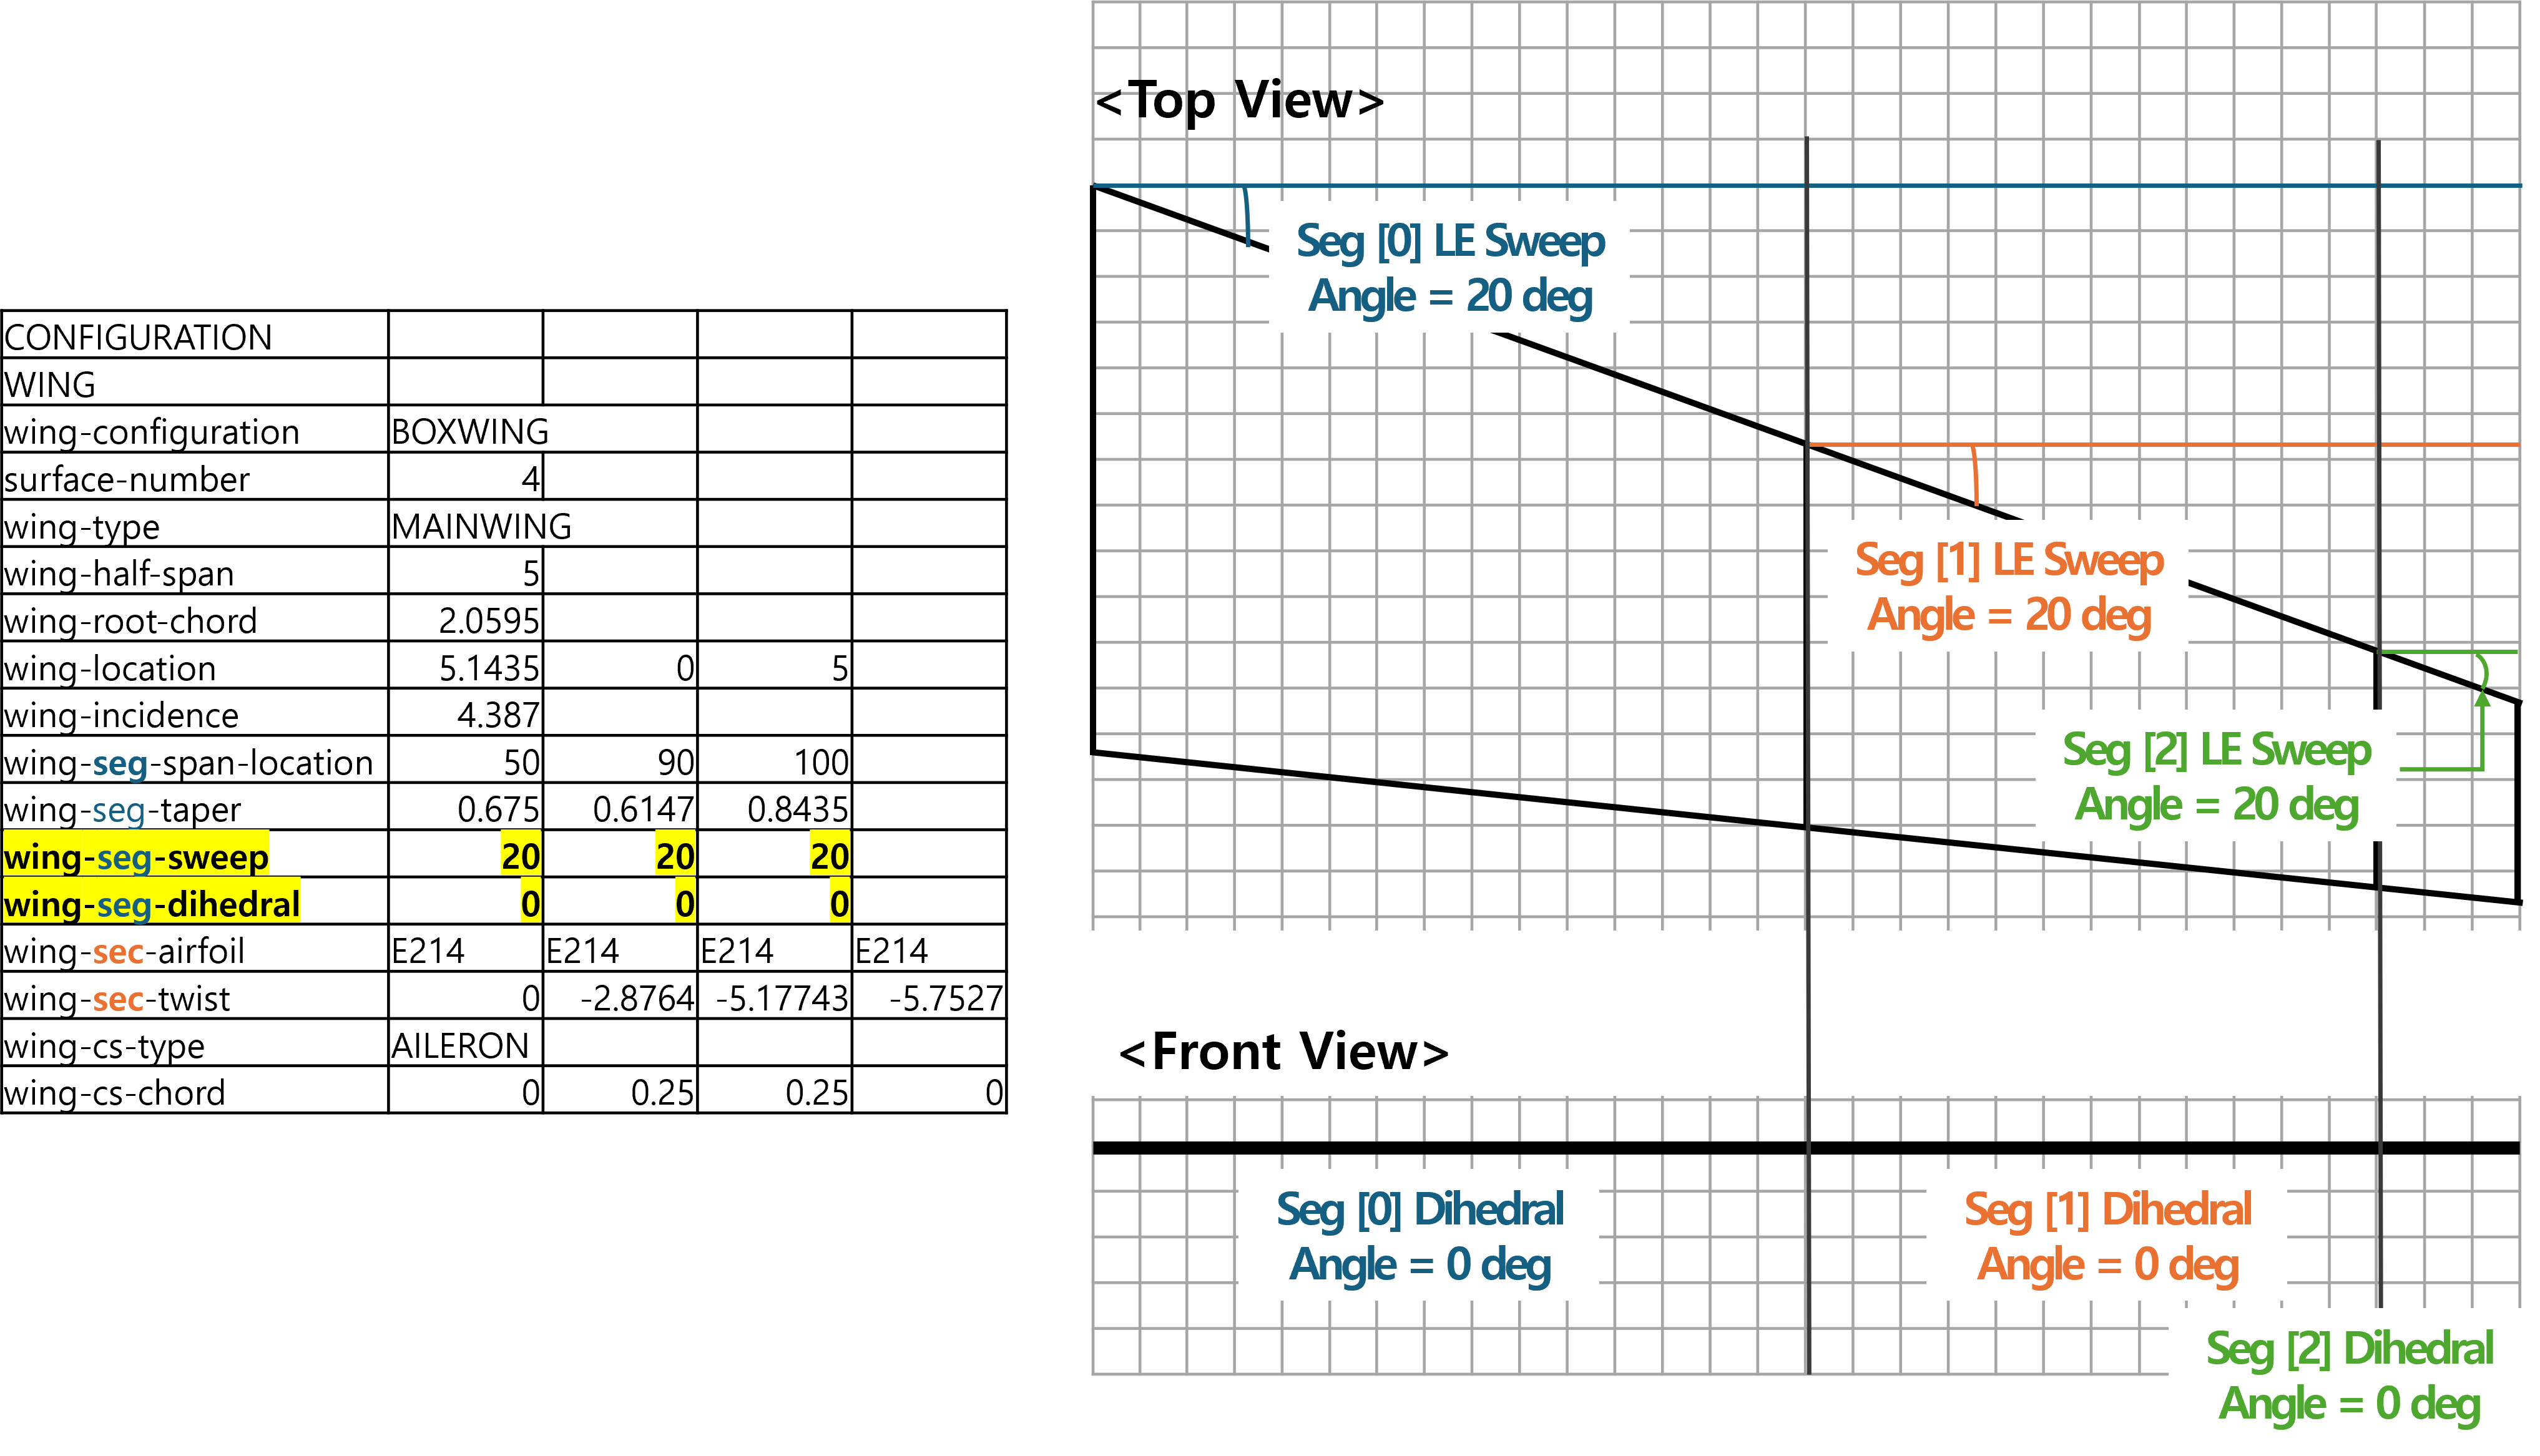 CONFIGURATION
WING
wing-configuration BOXWING
surface-number 4
wing-type MAINWING
wing-half-span 5
wing-root-chord 2.0595
wing-location 5.1435 0 5
wing-incidence 4.387
wing-seg-span-location 50 90 100
wing-seg-taper 0.675 0.6147 0.8435
wing-seg-sweep 20 20 20
wing-seg-dihedral 0 0 0
wing-sec-airfoil E214 E214 E214 E214
wing-sec-twist 0 -2.8764 -5.17743 -5.7527
wing-cs-type AILERON
wing-cs-chord 0 0.25 0.25 0
<Top View>
Seg [0] LE Sweep
Angle = 20 deg
Seg [1] LE Sweep
Angle = 20 deg
Seg [2] LE Sweep
Angle = 20 deg
<Front View>
Seg [0] Dihedral
Angle = 0 deg
Seg [1] Dihedral
Angle = 0 deg
Seg [2] Dihedral
Angle = 0 deg